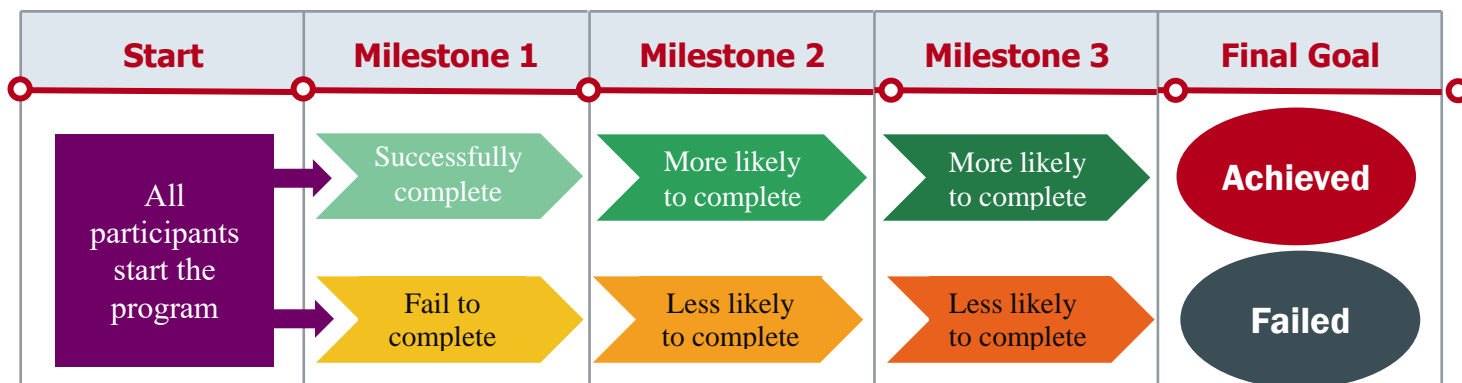 Start
Milestone 1
Milestone 2
Milestone 3
Final Goal
All
participants
start the
program
Successfully
complete
More likely
to complete
More likely
to complete
Achieved
Fail to
complete
Less likely
to complete
Less likely
to complete
Failed